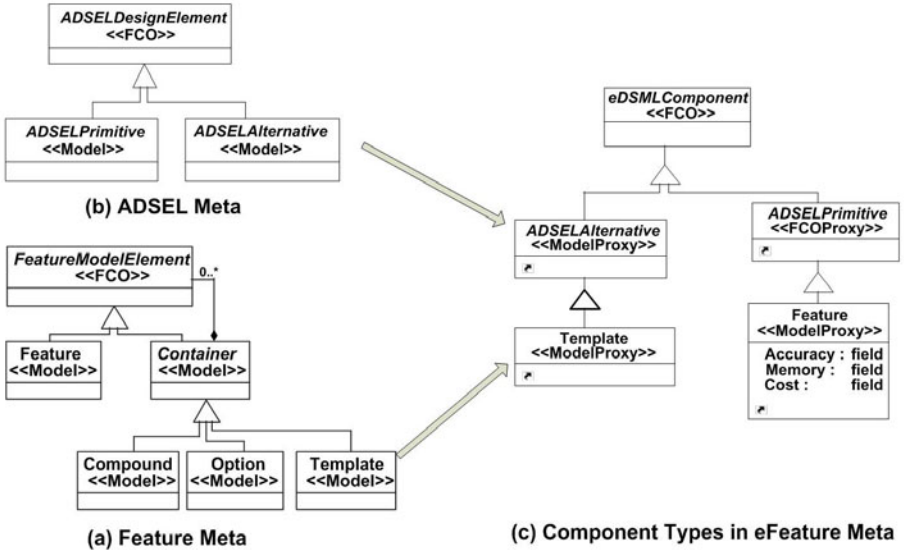 ADSELDesignElement
<<FCO>>
ADSELPrimitive
<<Model>>
ADSELAlternative
<<Model>>
(b) ADSEL Meta
FeatureModelElement
<<FCO>>
0..*
Feature
<<Model>>
Container
<<Model>>
Compound
<<Model>>
Option
<<Model>>
Template
<<Model>>
(a) Feature Meta
eDSMLComponent
<<FCO>>
ADSELAlternative
<<ModelProxy>>
ADSELPrimitive
<<FCOProxy>>
Template
<<ModelProxy>>
Feature
<<ModelProxy>>
Accuracy : field
Memory : field
Cost : field
(c) Component Types in eFeature Meta